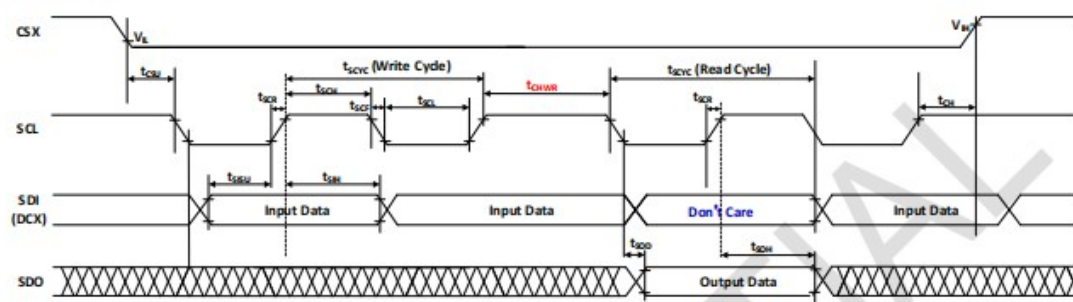 CSX
VIL
VIH
tCSU
tSCYC (Write Cycle)
tSCYC (Read Cycle)
tSCR
tSCH
tSCF
tSCL
tCHWR
tSCR
tCH
SCL
tSISU
tSIH
SDI
(DCX)
Input Data
Input Data
Don't Care
Input Data
tSDO
tSOH
SDO
Output Data